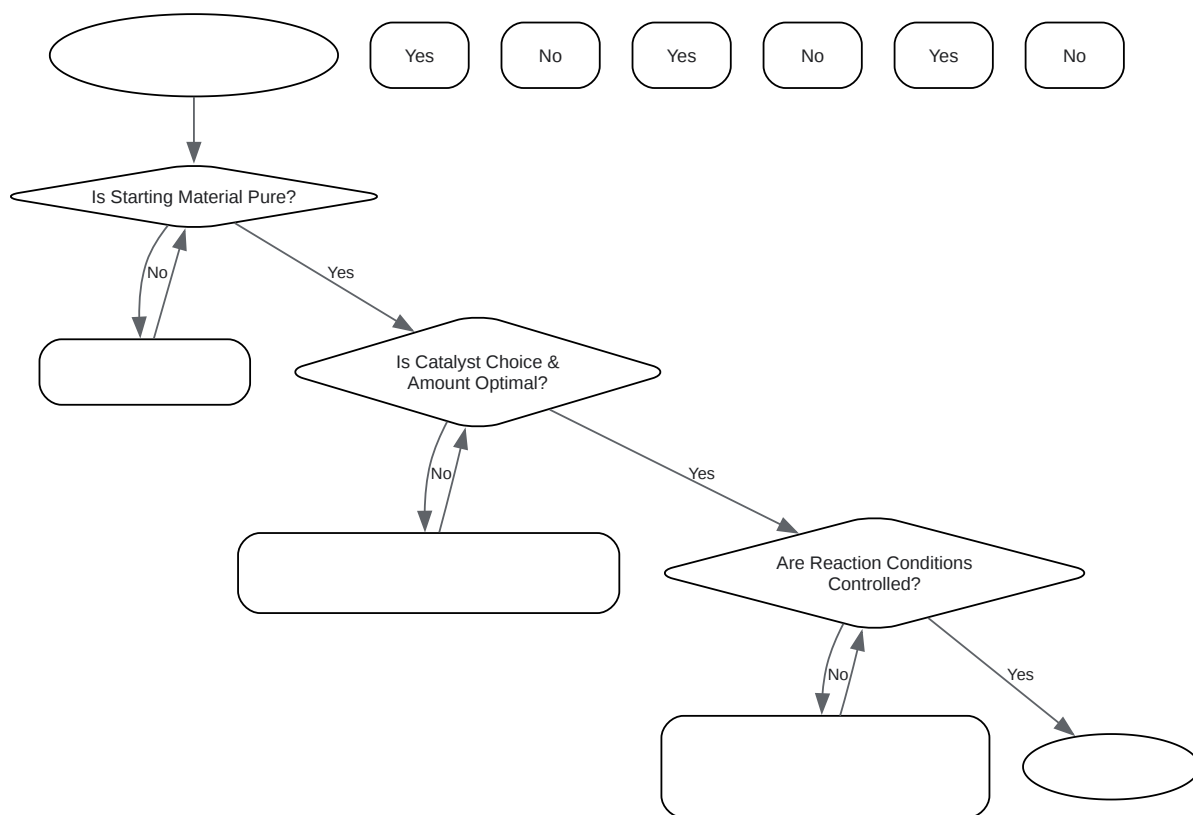 Yes
No
Yes
No
Yes
No
Is Starting Material Pure?
No
Yes
Is Catalyst Choice &
Amount Optimal?
No
Yes
Are Reaction Conditions
Controlled?
No
Yes